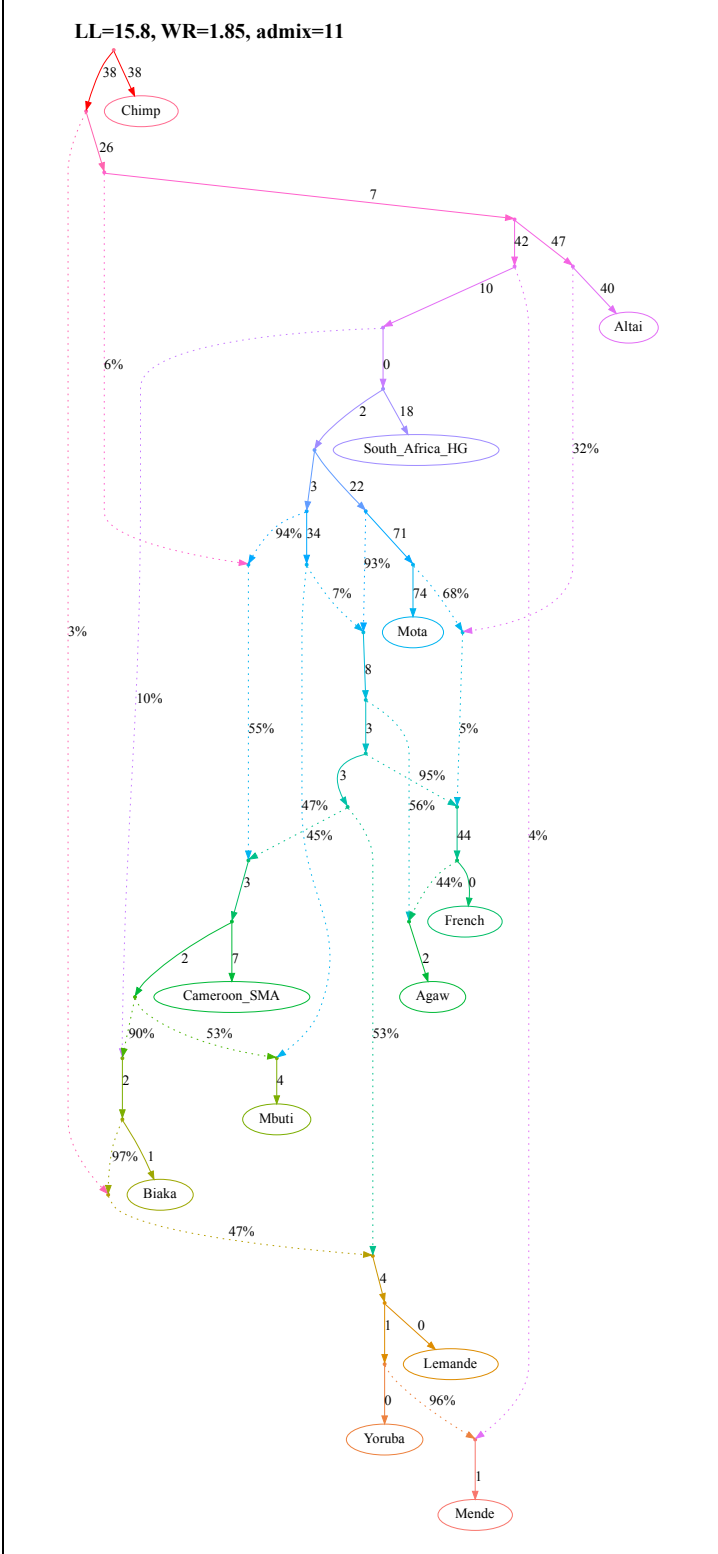 LL=15.8, WR=1.85, admix=11
38 38
Chimp
26
7
42 47
10 40
Altai
6% 0
2 18
South_Africa_HG
32%
3 22
94% 34 93% 71
7% 74 68%
3% Mota
8
10% 55% 3 5%
3 95%
47% 56%
45% 44 4%
3 44% 0
French
2 7 2
Cameroon_SMA Agaw
90% 53% 53%
2 4
Mbuti
97% 1
Biaka
47%
4
1 0
Lemande
0 96%
Yoruba
1
Mende